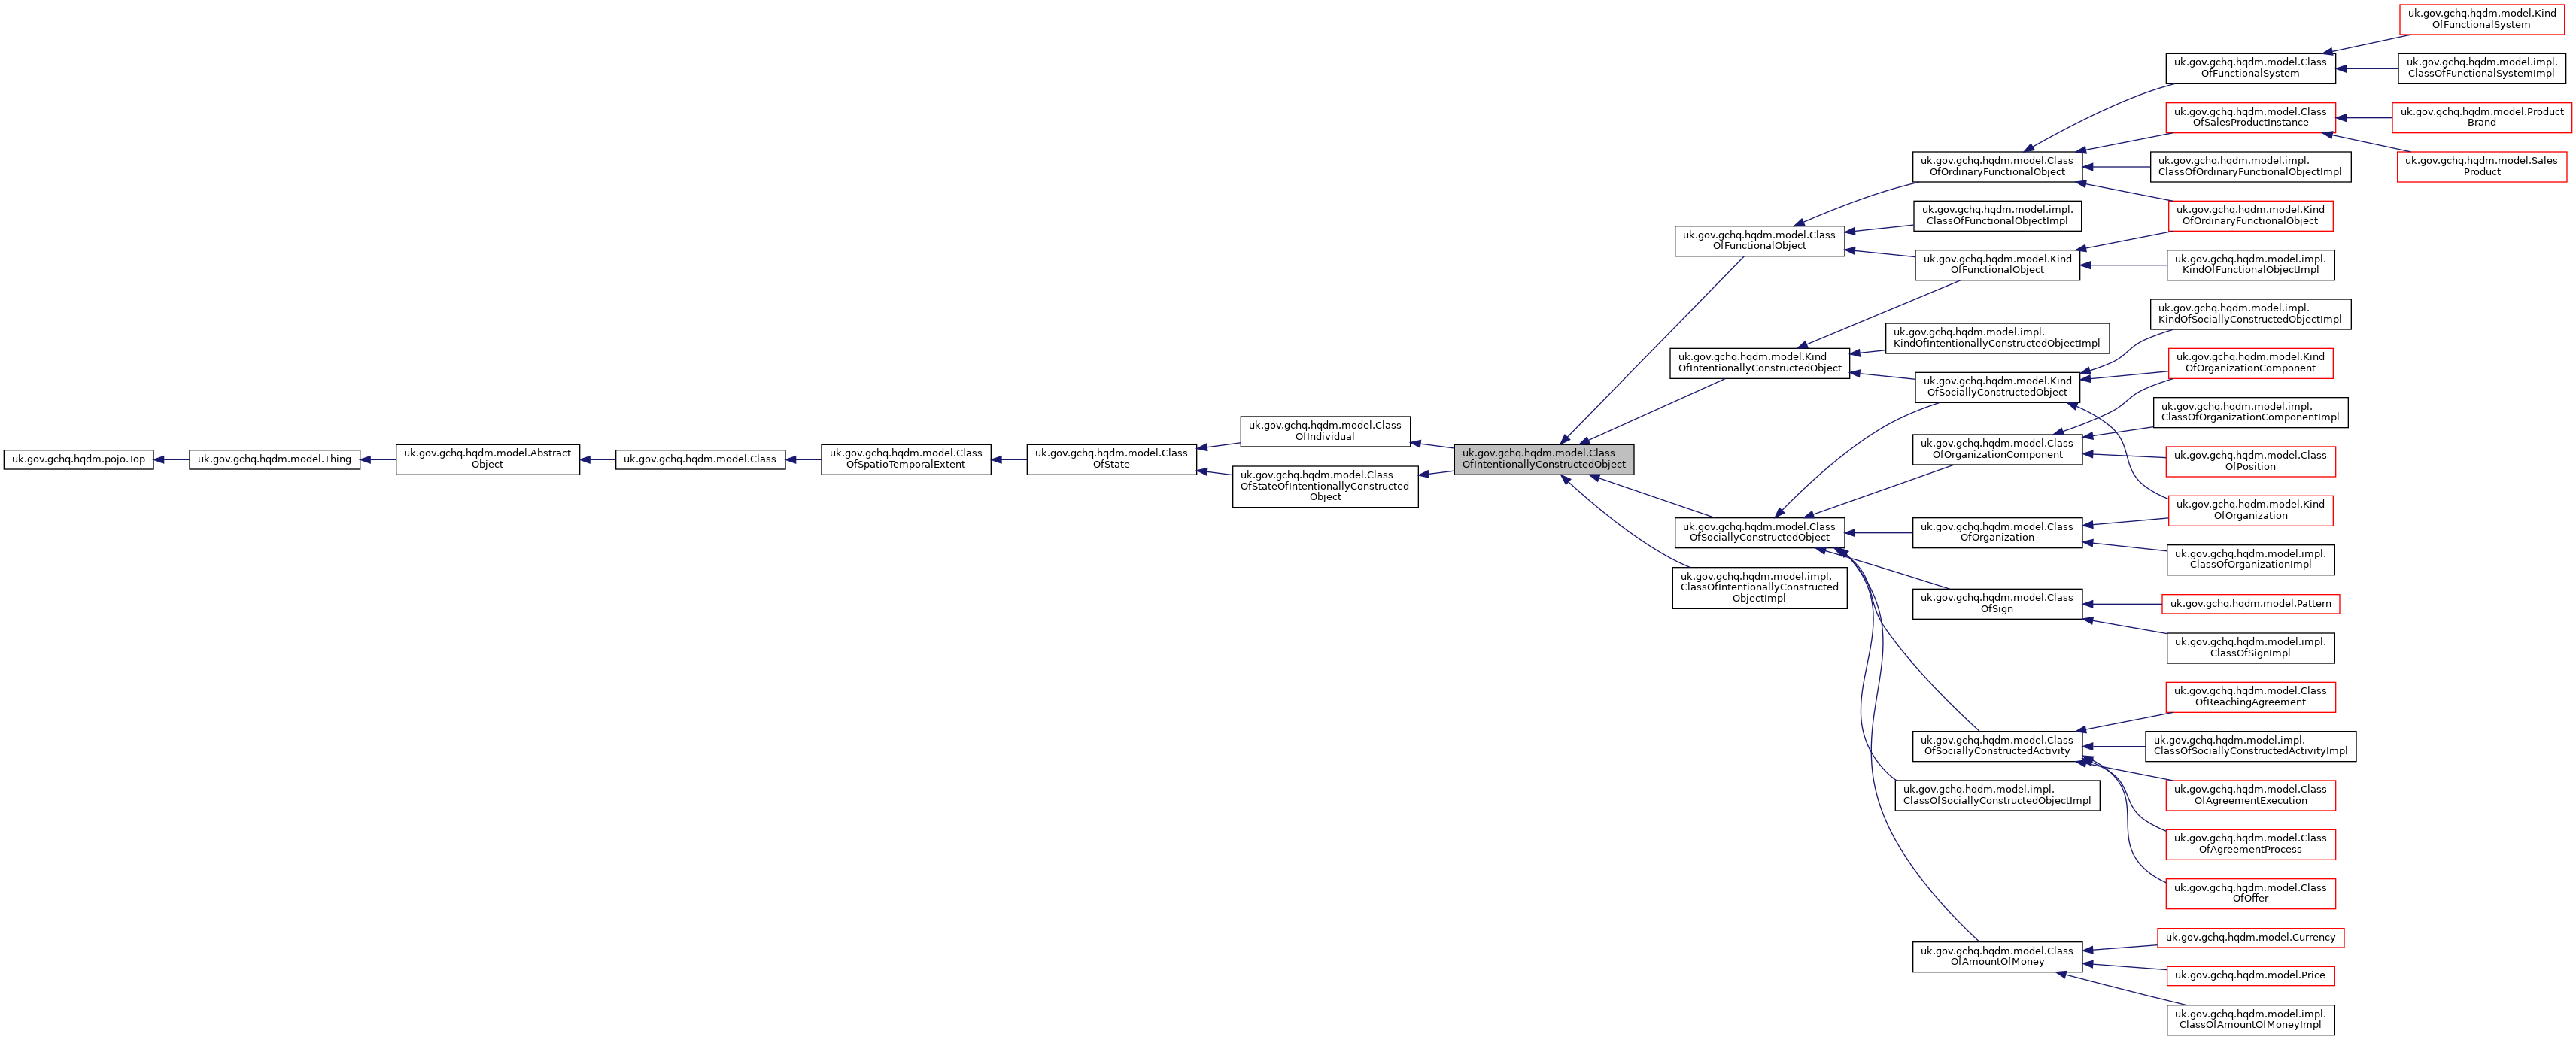 uk.gov.gchq.hqdm.pojo.Top
uk.gov.gchq.hqdm.model.Thing
uk.gov.gchq.hqdm.model.Abstract
Object
uk.gov.gchq.hqdm.model.Class
uk.gov.gchq.hqdm.model.Class
OfSpatioTemporalExtent
uk.gov.gchq.hqdm.model.Class
OfState
uk.gov.gchq.hqdm.model.Class
OfIndividual
uk.gov.gchq.hqdm.model.Class
OfStateOfIntentionallyConstructed
Object
uk.gov.gchq.hqdm.model.Class
OfIntentionallyConstructedObject
uk.gov.gchq.hqdm.model.Class
OfFunctionalObject
uk.gov.gchq.hqdm.model.Kind
OfIntentionallyConstructedObject
uk.gov.gchq.hqdm.model.Class
OfSociallyConstructedObject
uk.gov.gchq.hqdm.model.impl.
ClassOfIntentionallyConstructed
ObjectImpl
uk.gov.gchq.hqdm.model.Class
OfOrdinaryFunctionalObject
uk.gov.gchq.hqdm.model.impl.
ClassOfFunctionalObjectImpl
uk.gov.gchq.hqdm.model.Kind
OfFunctionalObject
uk.gov.gchq.hqdm.model.impl.
KindOfIntentionallyConstructedObjectImpl
uk.gov.gchq.hqdm.model.Kind
OfSociallyConstructedObject
uk.gov.gchq.hqdm.model.Class
OfOrganizationComponent
uk.gov.gchq.hqdm.model.Class
OfOrganization
uk.gov.gchq.hqdm.model.Class
OfSign
uk.gov.gchq.hqdm.model.Class
OfSociallyConstructedActivity
uk.gov.gchq.hqdm.model.impl.
ClassOfSociallyConstructedObjectImpl
uk.gov.gchq.hqdm.model.Class
OfAmountOfMoney
uk.gov.gchq.hqdm.model.Class
OfFunctionalSystem
uk.gov.gchq.hqdm.model.Class
OfSalesProductInstance
uk.gov.gchq.hqdm.model.impl.
ClassOfOrdinaryFunctionalObjectImpl
uk.gov.gchq.hqdm.model.Kind
OfOrdinaryFunctionalObject
uk.gov.gchq.hqdm.model.impl.
KindOfFunctionalObjectImpl
uk.gov.gchq.hqdm.model.impl.
KindOfSociallyConstructedObjectImpl
uk.gov.gchq.hqdm.model.Kind
OfOrganizationComponent
uk.gov.gchq.hqdm.model.impl.
ClassOfOrganizationComponentImpl
uk.gov.gchq.hqdm.model.Class
OfPosition
uk.gov.gchq.hqdm.model.Kind
OfOrganization
uk.gov.gchq.hqdm.model.impl.
ClassOfOrganizationImpl
uk.gov.gchq.hqdm.model.Pattern
uk.gov.gchq.hqdm.model.impl.
ClassOfSignImpl
uk.gov.gchq.hqdm.model.Class
OfReachingAgreement
uk.gov.gchq.hqdm.model.impl.
ClassOfSociallyConstructedActivityImpl
uk.gov.gchq.hqdm.model.Class
OfAgreementExecution
uk.gov.gchq.hqdm.model.Class
OfAgreementProcess
uk.gov.gchq.hqdm.model.Class
OfOffer
uk.gov.gchq.hqdm.model.Currency
uk.gov.gchq.hqdm.model.Price
uk.gov.gchq.hqdm.model.impl.
ClassOfAmountOfMoneyImpl
uk.gov.gchq.hqdm.model.Kind
OfFunctionalSystem
uk.gov.gchq.hqdm.model.impl.
ClassOfFunctionalSystemImpl
uk.gov.gchq.hqdm.model.Product
Brand
uk.gov.gchq.hqdm.model.Sales
Product